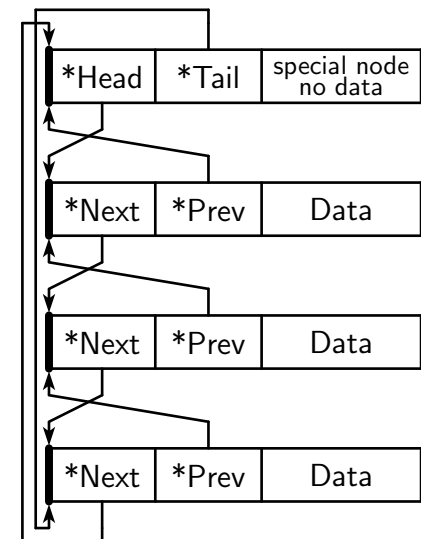 *Head *Tail special node
no data
*Next *Prev Data
*Next *Prev Data
*Next *Prev Data